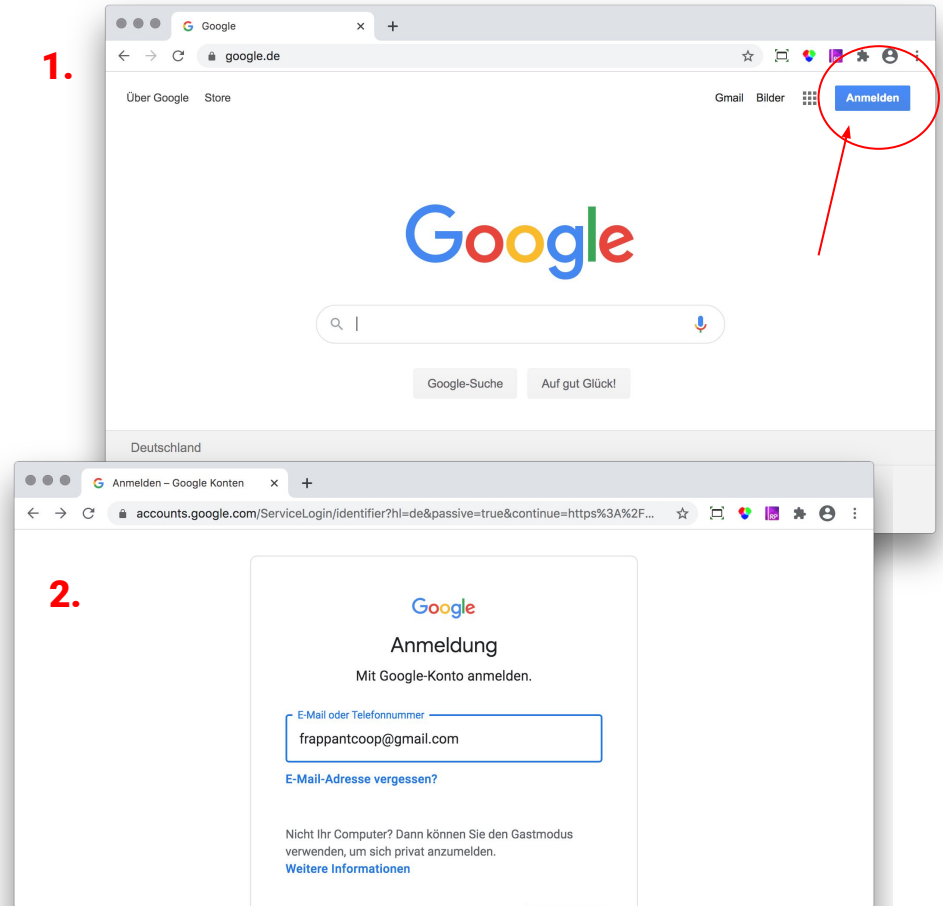 1.
Google
google.de
Über Google Store
Gmail Bilder
Anmelden
Google
Google-Suche
Auf gut Glück!
Deutschland
Anmelden – Google Konten
accounts.google.com/ServiceLogin/identifier?hl=de&passive=true&continue=https%3A%2F...
RP
2.
Google
Anmeldung
Mit Google-Konto anmelden.
E-Mail oder Telefonnummer
frappantcoop@gmail.com
E-Mail-Adresse vergessen?
Nicht Ihr Computer? Dann können Sie den Gastmodus
verwenden, um sich privat anzumelden.
Weitere Informationen